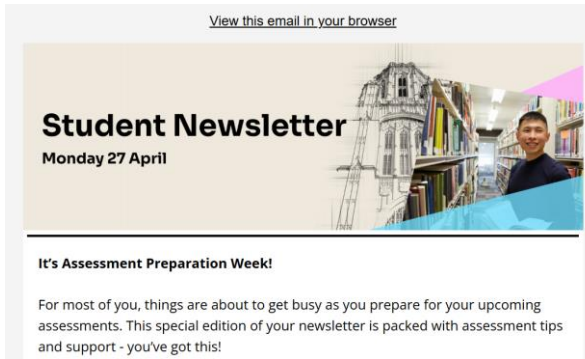 View this email in your browser
Student Newsletter
Monday 27 April
It’s Assessment Preparation Week!
For most of you, things are about to get busy as you prepare for your upcoming
assessments. This special edition of your newsletter is packed with assessment tips
and support - you’ve got this!